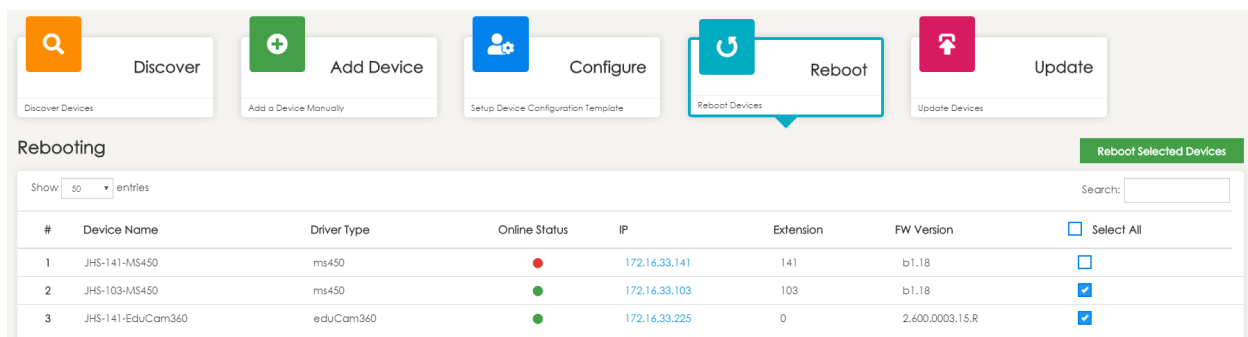 Discover
Discover Devices
Add Device
Add a Device Manually
Configure
Setup Device Configuration Template
Reboot
Reboot Devices
Update
Update Devices
Rebooting
Reboot Selected Devices
Show 50 entries
Search:
# Device Name Driver Type Online Status IP Extension FW Version Select All
1 JHS-141-MS450 ms450 172.16.33.141 141 b1.18
2 JHS-103-MS450 ms450 172.16.33.103 103 b1.18
3 JHS-141-EduCam360 eduCam360 172.16.33.225 0 2.600.0003.15.R